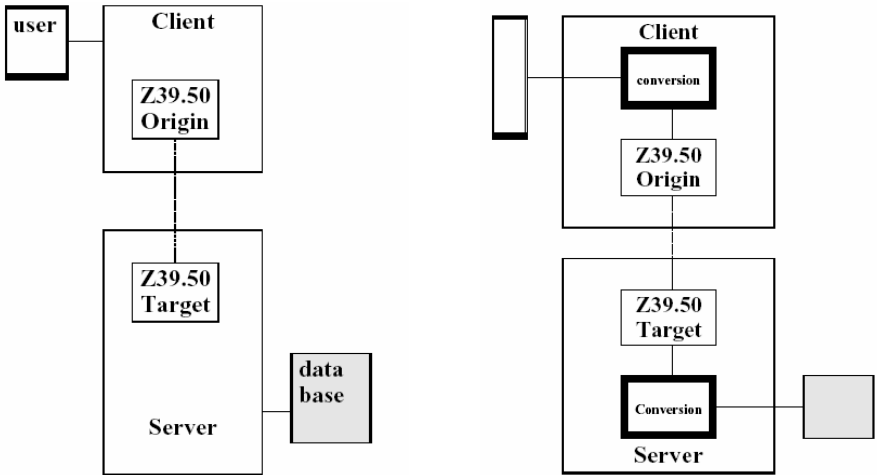 user
Client
Z39.50
Origin
Z39.50
Target
data
base
Server
Client
conversion
Z39.50
Origin
Z39.50
Target
Conversion
Server